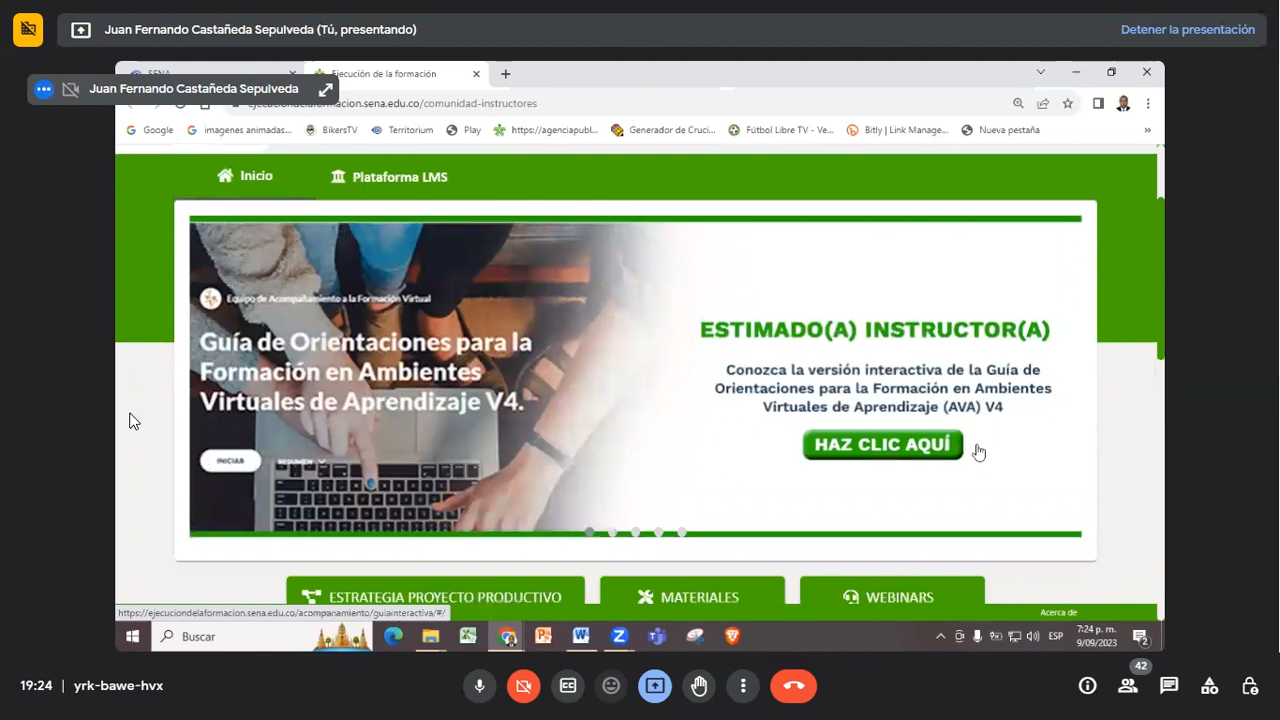 Juan Fernando Castañeda Sepulveda (Tú, presentando)
Detener la presentación
SENA
Ejecución de la formación
Juan Fernando Castañeda Sepulveda
ejecuciondelaformacion.sena.edu.co/comunidad-instructores
Google
imagenes animadas...
BikersTV
Territorium
Play
https://agenciapubl...
Generador de Cruci...
Fútbol Libre TV - Ve...
Bitly | Link Manage...
Nueva pestaña
»
Inicio
Plataforma LMS
Equipo de Acompañamiento a la Formación Virtual
Guía de Orientaciones para la
Formación en Ambientes
Virtuales de Aprendizaje V4.
INICIAR
RESUMEN
ESTIMADO(A) INSTRUCTOR(A)
Conozca la versión interactiva de la Guía de
Orientaciones para la Formación en Ambientes
Virtuales de Aprendizaje (AVA) V4
HAZ CLIC AQUÍ
ESTRATEGIA PROYECTO PRODUCTIVO
MATERIALES
WEBINARS
https://ejecuciondelaformacion.sena.edu.co/acompanamiento/guiainteractiva/#/
Acerca de
Buscar
ESP
7:24 p. m.
9/09/2023
2
19:24 | yrk-bawe-hvx
42